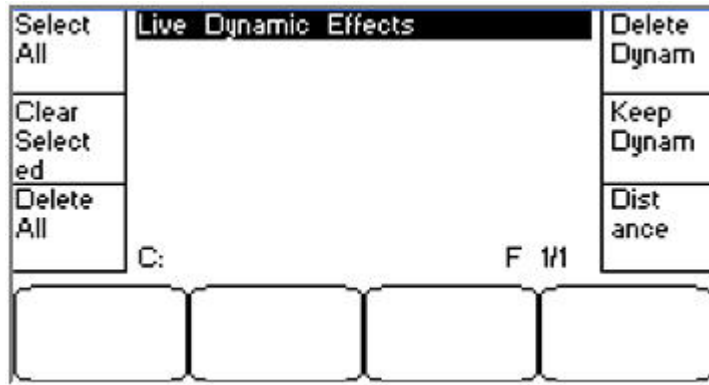 Select
All
Live Dynamic Effects
Delete
Dynam
Clear
Select
ed
Keep
Dynam
Delete
All
Dist
ance
C:
F 1/1